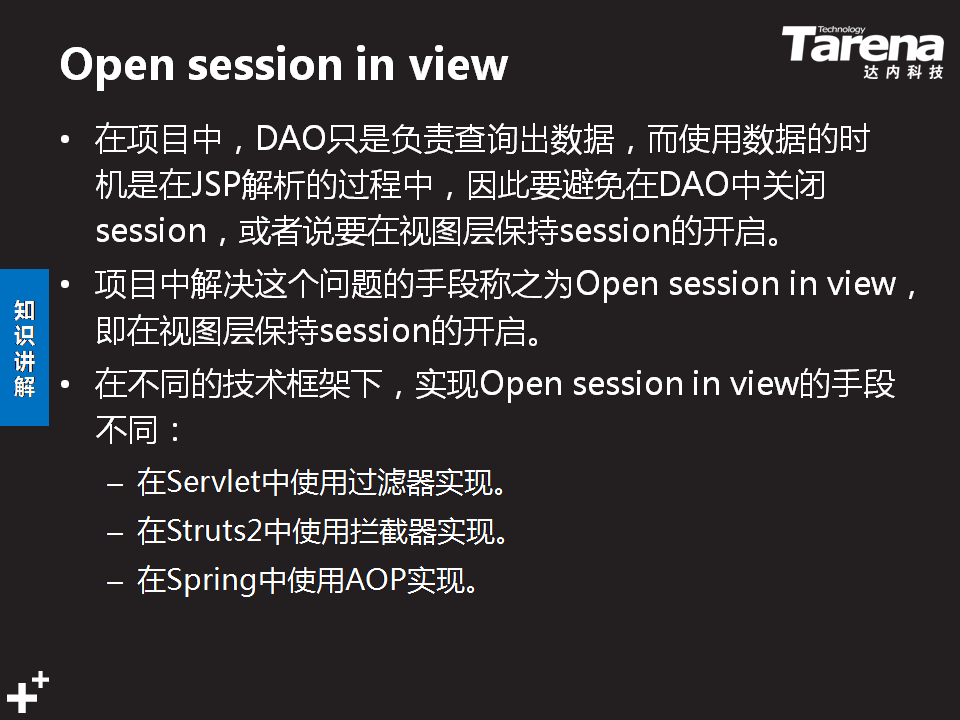 Open session in view
Technology
Tarena
达内科技
• 在项目中，DAO只是负责查询出数据，而使用数据的时
机是在JSP解析的过程中，因此要避免在DAO中关闭
session，或者说要在视图层保持session的开启。
• 项目中解决这个问题的手段称之为Open session in view，
即在视图层保持session的开启。
知识讲解
• 在不同的技术框架下，实现Open session in view的手段
不同：
– 在Servlet中使用过滤器实现。
– 在Struts2中使用拦截器实现。
– 在Spring中使用AOP实现。